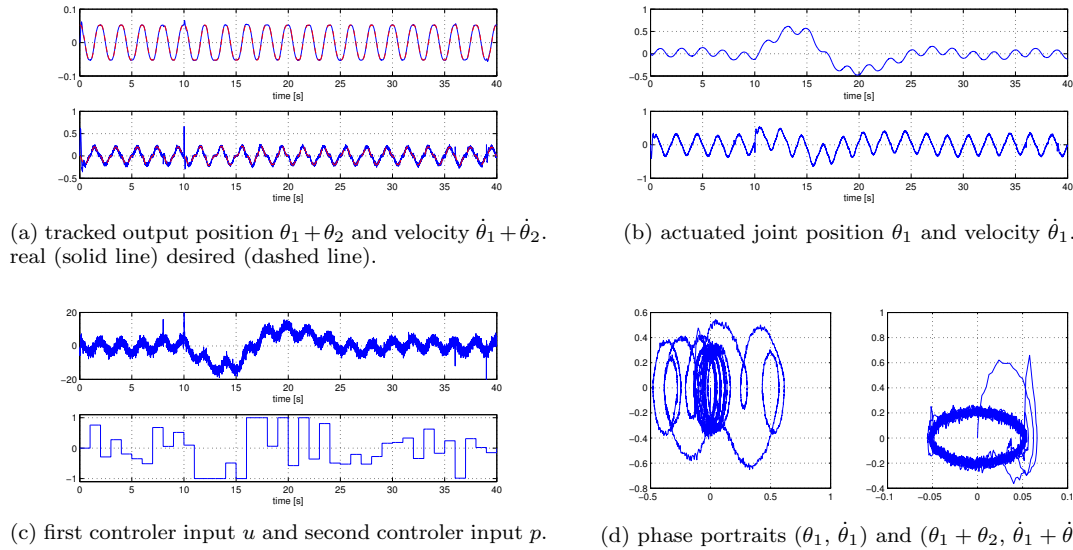 0.1
0
−0.1
0 5 10 15 20 25 30 35 40
time [s]
1
0.5
0
−0.5
0 5 10 15 20 25 30 35 40
time [s]
(a) tracked output position θ₁+θ₂ and velocity θ̇₁+θ̇₂.
real (solid line) desired (dashed line).
1
0.5
0
−0.5
0 5 10 15 20 25 30 35 40
time [s]
1
0
−1
0 5 10 15 20 25 30 35 40
time [s]
(b) actuated joint position θ₁ and velocity θ̇₁.
20
0
−20
0 5 10 15 20 25 30 35 40
time [s]
1
0
−1
0 5 10 15 20 25 30 35 40
time [s]
(c) first controler input u and second controler input p.
0.6
0.4
0.2
0
−0.2
−0.4
−0.6
−0.8
−0.5 0 0.5 1
1
0.8
0.6
0.4
0.2
0
−0.2
−0.4
−0.1 −0.05 0 0.05 0.1
(d) phase portraits (θ₁, θ̇₁) and (θ₁ + θ₂, θ̇₁ + θ̇